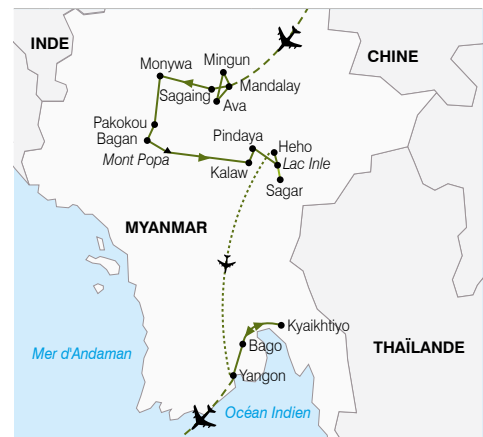 INDE
CHINE
Mingun
Monywa
Mandalay
Sagaing
Ava
Pakokou
Bagan
Pindaya
Heho
Mont Popa
Lac Inle
Kalaw
Sagar
MYANMAR
Kyaikhtiyo
Bago
THAÏLANDE
Mer d'Andaman
Yangon
Océan Indien